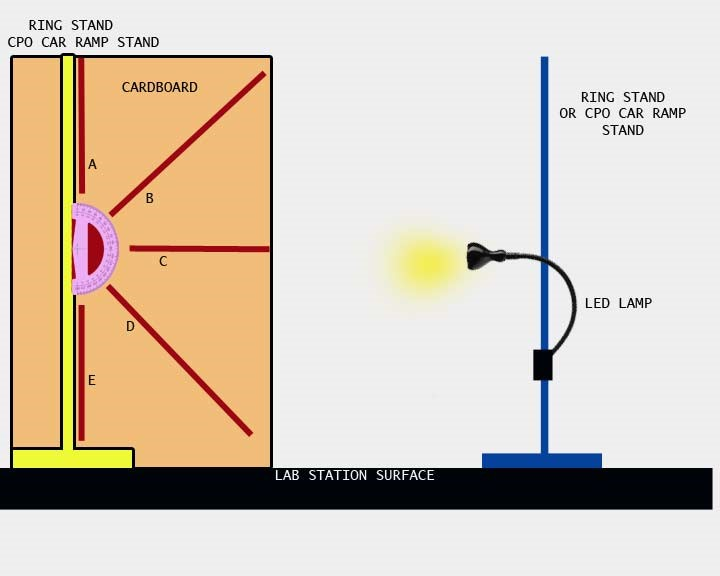 RING STAND
CPO CAR RAMP STAND
CARDBOARD
A
B
C
D
E
RING STAND
OR CPO CAR RAMP
STAND
LED LAMP
LAB STATION SURFACE